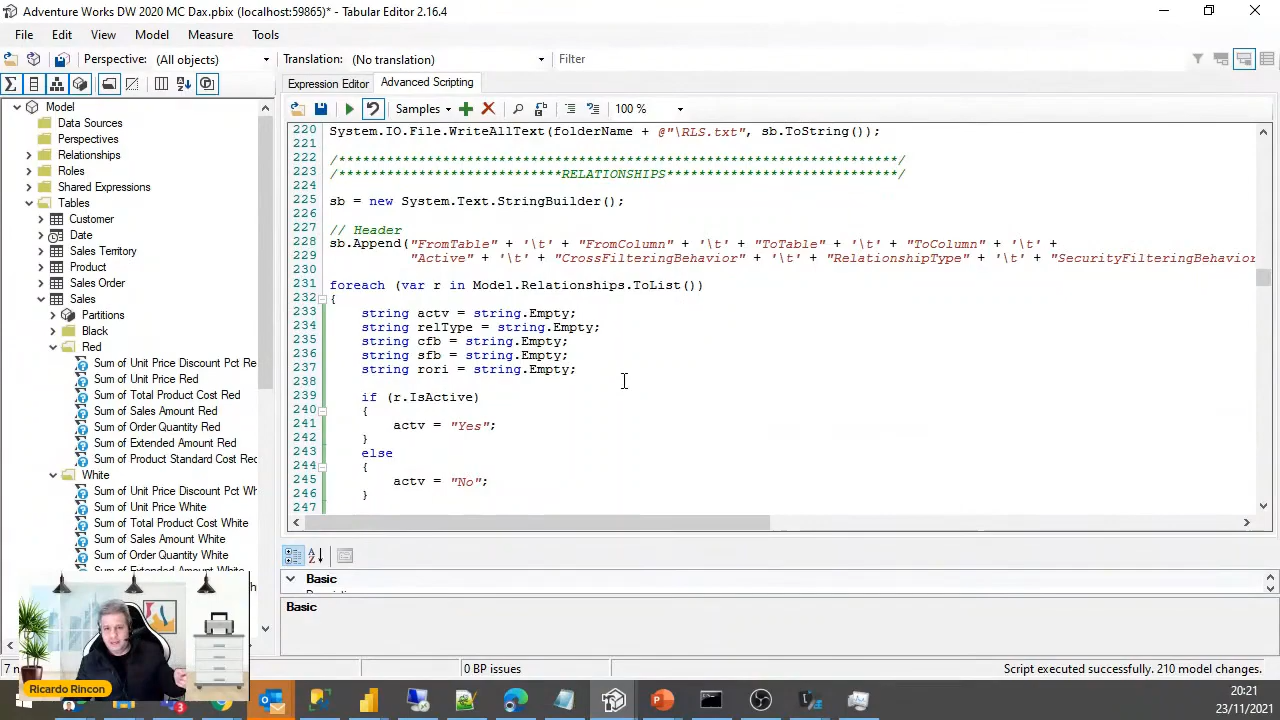 Adventure Works DW 2020 MC Dax.pbix (localhost:59865)* - Tabular Editor 2.16.4
File Edit View Model Measure Tools
Perspective: (All objects) Translation: (No translation) Filter
Expression Editor Advanced Scripting
Samples 100 %
Model
Data Sources
Perspectives
Relationships
Roles
Shared Expressions
Tables
Customer
Date
Sales Territory
Product
Sales Order
Sales
Partitions
Black
Red
Sum of Unit Price Discount Pct Re
Sum of Unit Price Red
Sum of Total Product Cost Red
Sum of Sales Amount Red
Sum of Order Quantity Red
Sum of Extended Amount Red
Sum of Product Standard Cost Red
White
Sum of Unit Price Discount Pct Wh
Sum of Unit Price White
Sum of Total Product Cost White
Sum of Sales Amount White
Sum of Order Quantity White
Sum of Extended Amount White
220 System.IO.File.WriteAllText(folderName + @"\RLS.txt", sb.ToString());
221
222 /**********************************************************************/
223 /****************************RELATIONSHIPS*****************************/
224
225 sb = new System.Text.StringBuilder();
226
227 // Header
228 sb.Append("FromTable" + '\t' + "FromColumn" + '\t' + "ToTable" + '\t' + "ToColumn" + '\t' +
229 "Active" + '\t' + "CrossFilteringBehavior" + '\t' + "RelationshipType" + '\t' + "SecurityFilteringBehavior
230
231 foreach (var r in Model.Relationships.ToList())
232 {
233 string actv = string.Empty;
234 string relType = string.Empty;
235 string cfb = string.Empty;
236 string sfb = string.Empty;
237 string rori = string.Empty;
238
239 if (r.IsActive)
240 {
241 actv = "Yes";
242 }
243 else
244 {
245 actv = "No";
246 }
247
Basic
Basic
0 BP issues
Script executed successfully. 210 model changes.
Ricardo Rincon
20:21
23/11/2021